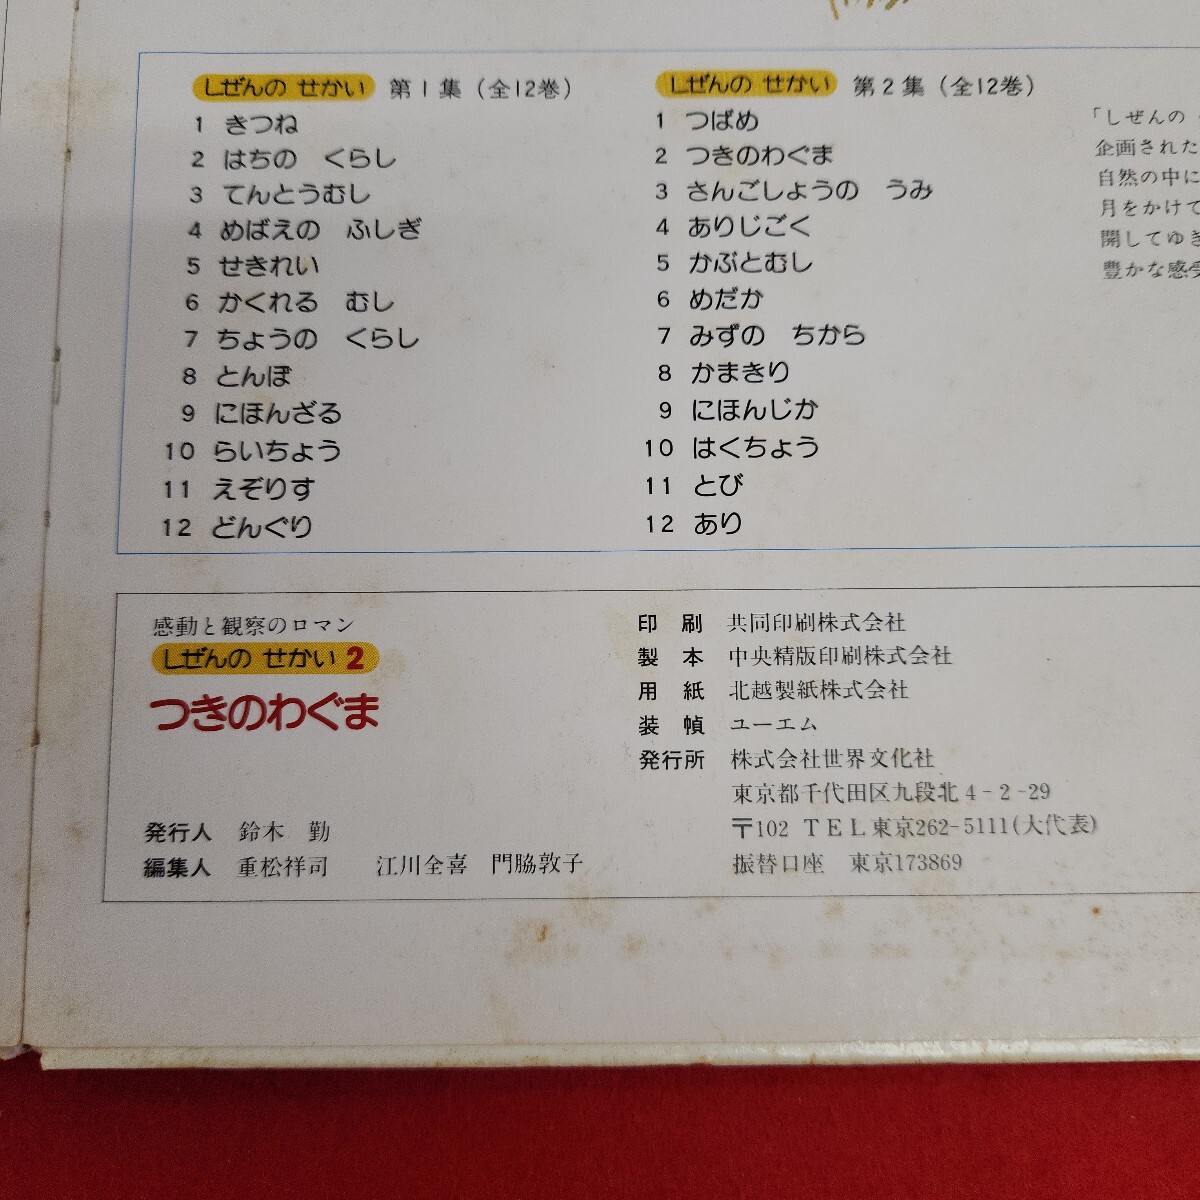 しぜんの せかい 第1集(全12巻)
1 きつね
2 はちの くらし
3 てんとうむし
4 めばえの ふしぎ
5 せきれい
6 かくれる むし
7 ちょうの くらし
8 とんぼ
9 にほんざる
10 らいちょう
11 えぞりす
12 どんぐり
しぜんの せかい 第2集(全12巻)
1 つばめ
2 つきのわぐま
3 さんごしょうの うみ
4 ありじごく
5 かぶとむし
6 めだか
7 みずの ちから
8 かまきり
9 にほんじか
10 はくちょう
11 とび
12 あり
「しぜんの
企画された
自然の中に
月をかけて
開してゆき
豊かな感受
感動と観察のロマン
しぜんの せかい 2
つきのわぐま
発行人 鈴木 勤
編集人 重松祥司 江川全喜 門脇敦子
印刷 共同印刷株式会社
製本 中央精版印刷株式会社
用紙 北越製紙株式会社
装幀 ユーエム
発行所 株式会社世界文化社
東京都千代田区九段北4-2-29
〒102 TEL東京262-5111(大代表)
振替口座 東京173869